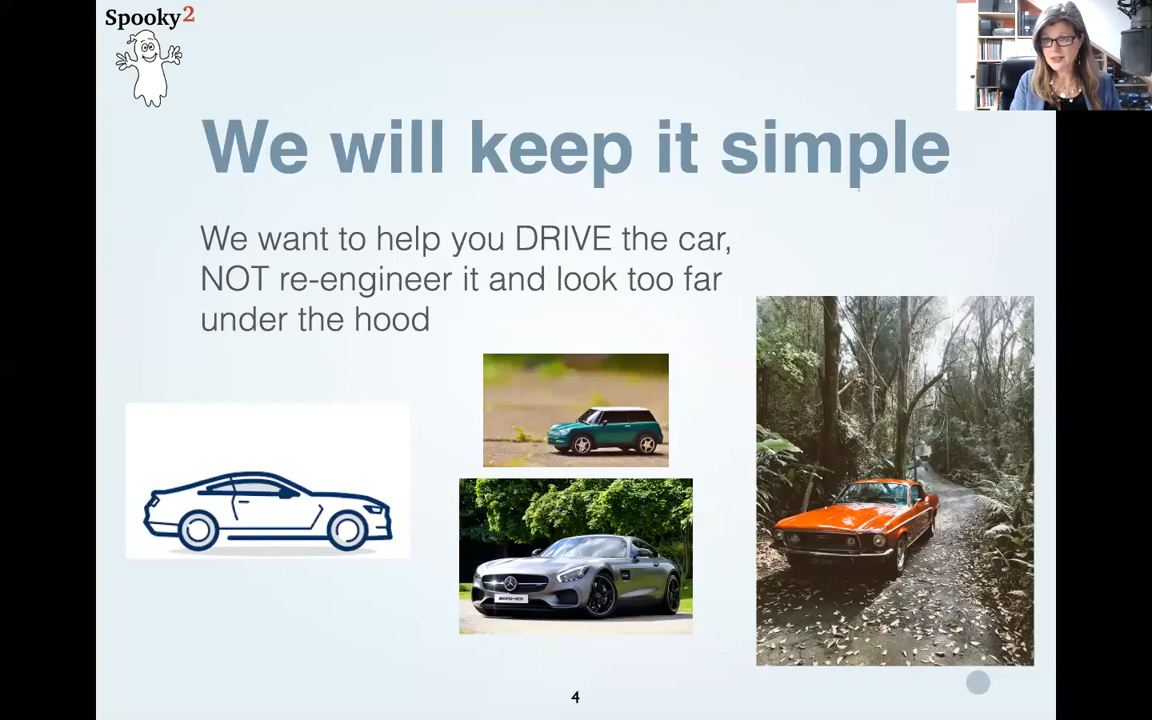 Spooky2
We will keep it simple
We want to help you DRIVE the car,
NOT re-engineer it and look too far
under the hood
4